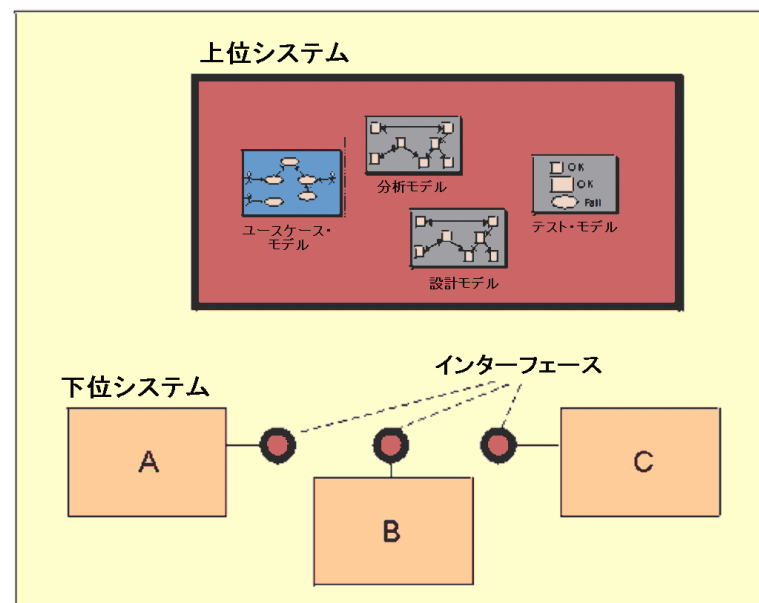 上位システム
ユースケース・
モデル
分析モデル
設計モデル
OK
OK
Fail
テスト・モデル
インターフェース
下位システム
A
B
C